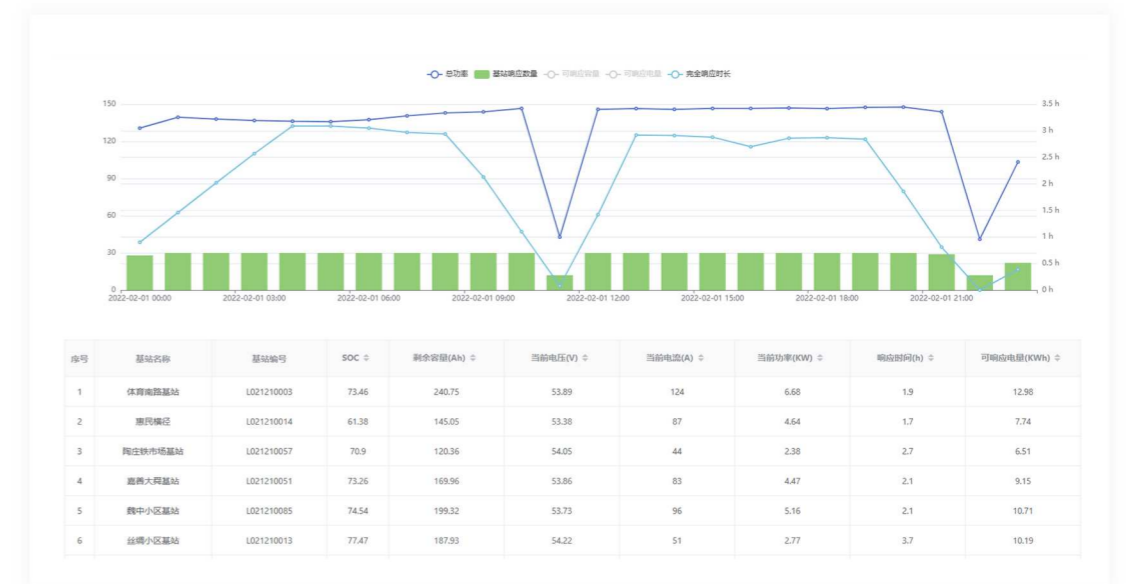 总功率 基站响应数量 可响应容量 可响应电量 完全响应时长
150 3.5 h
3 h
120
2.5 h
90
2 h
60
1.5 h
1 h
30
0.5 h
0 0 h
2022-02-01 00:00 2022-02-01 03:00 2022-02-01 06:00 2022-02-01 09:00 2022-02-01 12:00 2022-02-01 15:00 2022-02-01 18:00 2022-02-01 21:00
序号 基站名称 基站编号 SOC 剩余容量(Ah) 当前电压(V) 当前电流(A) 当前功率(KW) 响应时间(h) 可响应电量(KWh)
1 体育南路基站 L021210003 73.46 240.75 53.89 124 6.68 1.9 12.98
2 惠民横径 L021210014 61.38 145.05 53.38 87 4.64 1.7 7.74
3 陶庄铁市场基站 L021210057 70.9 120.36 54.05 44 2.38 2.7 6.51
4 嘉善大舜基站 L021210051 73.26 169.96 53.86 83 4.47 2.1 9.15
5 魏中小区基站 L021210085 74.54 199.32 53.73 96 5.16 2.1 10.71
6 丝绸小区基站 L021210013 77.47 187.93 54.22 51 2.77 3.7 10.19